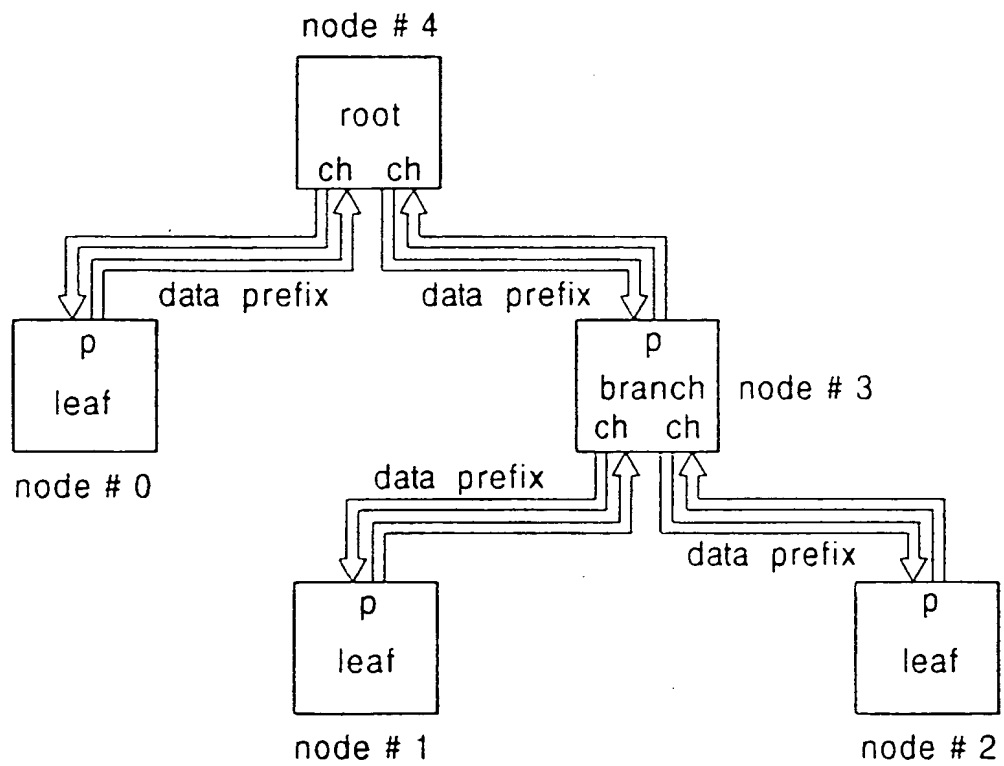 node # 4
root
ch ch
data prefix data prefix
p
leaf
node # 0
p
branch
ch ch
node # 3
data prefix
data prefix
p
leaf
node # 1
p
leaf
node # 2